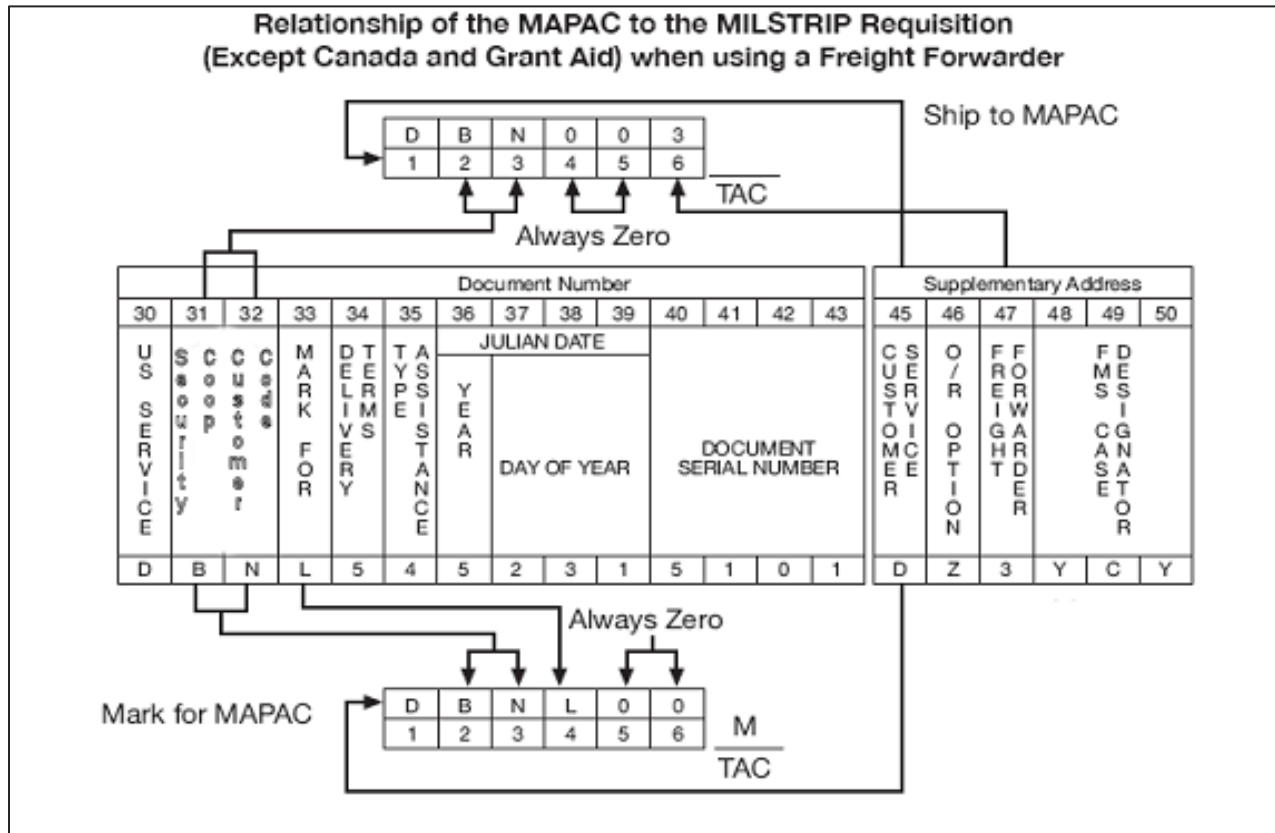 Relationship of the MAPAC to the MILSTRIP Requisition
(Except Canada and Grant Aid) when using a Freight Forwarder
Ship to MAPAC
D B N 0 0 3
1 2 3 4 5 6
TAC
Always Zero
Document Number
Supplementary Address
30 31 32 33 34 35 36 37 38 39 40 41 42 43
45 46 47 48 49 50
US SERVICE
Security
Coop
Customer
Code
MARK FOR
DELIVERY
TERMS
TYPE
ASSISTANCE
JULIAN DATE
YEAR
DAY OF YEAR
DOCUMENT
SERIAL NUMBER
CUSTOMER
SERVICE
O/R OPTION
FREIGHT
FORWARDER
FMS CASE
DESIGNATOR
D B N L 5 4 5 2 3 1 5 1 0 1
D Z 3 Y C Y
Always Zero
Mark for MAPAC
D B N L 0 0
1 2 3 4 5 6
M
TAC